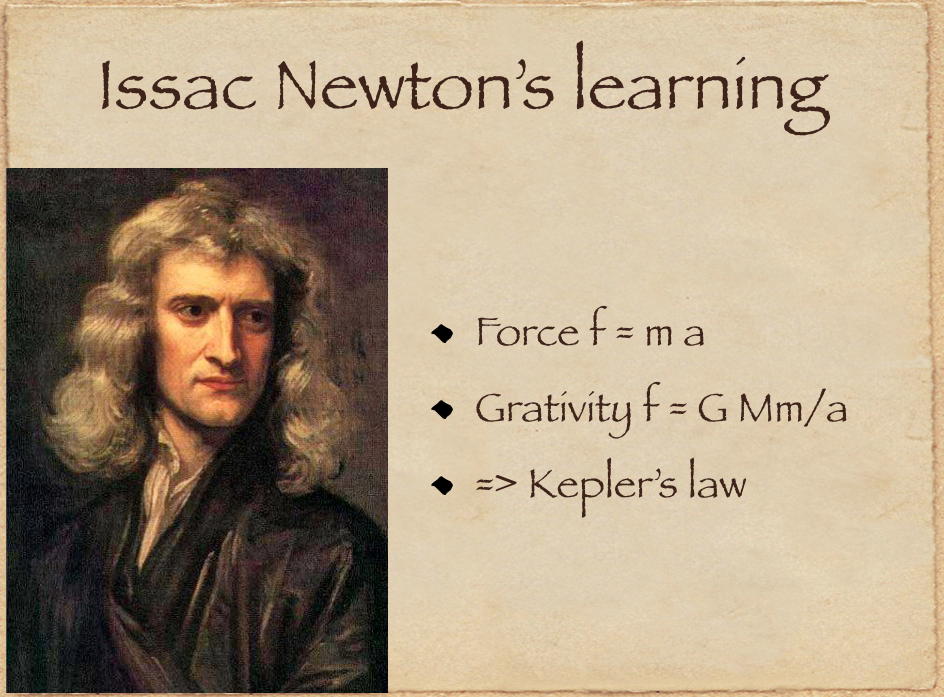 Issac Newton's learning
Force f = m a
Grativity f = G Mm/a
=> Kepler's law